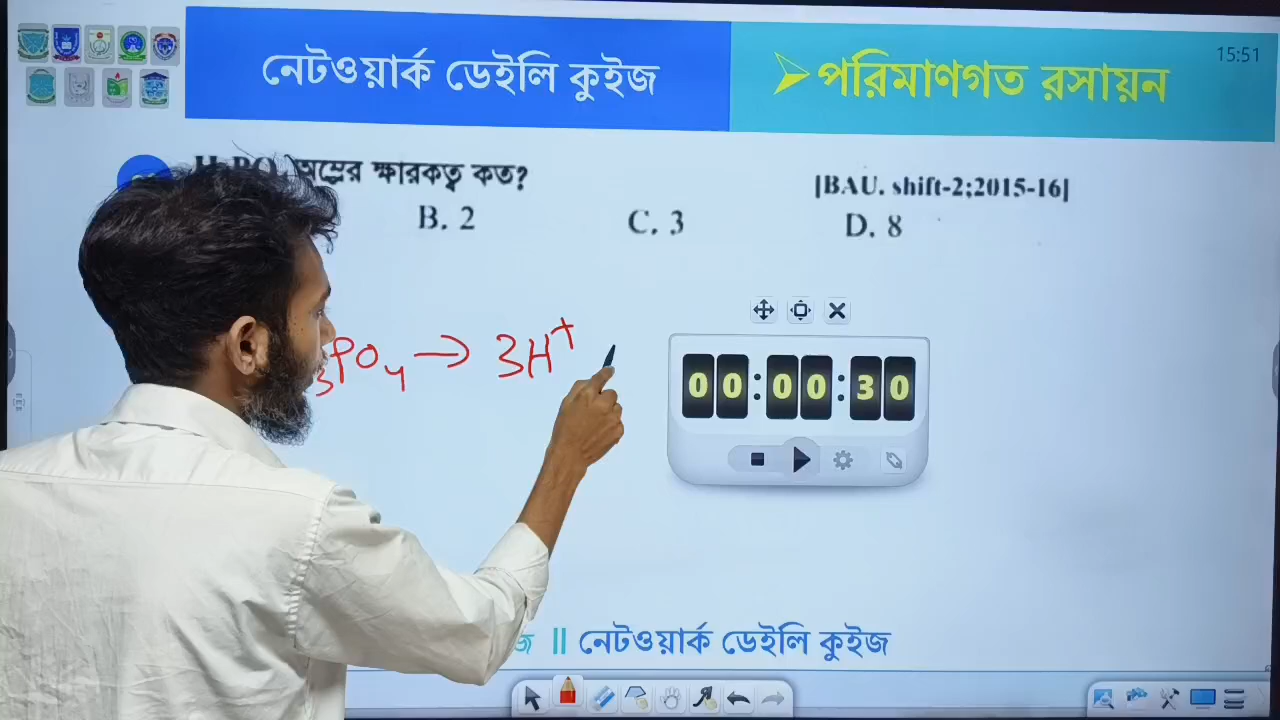 নেটওয়ার্ক ডেইলি কুইজ
➢পরিমাণগত রসায়ন
15:51
অম্লের ক্ষারকত্ব কত?
[BAU. shift-2;2015-16]
B. 2
C. 3
D. 8
₃PO₄ → 3H⁺
00:00:30
|| নেটওয়ার্ক ডেইলি কুইজ